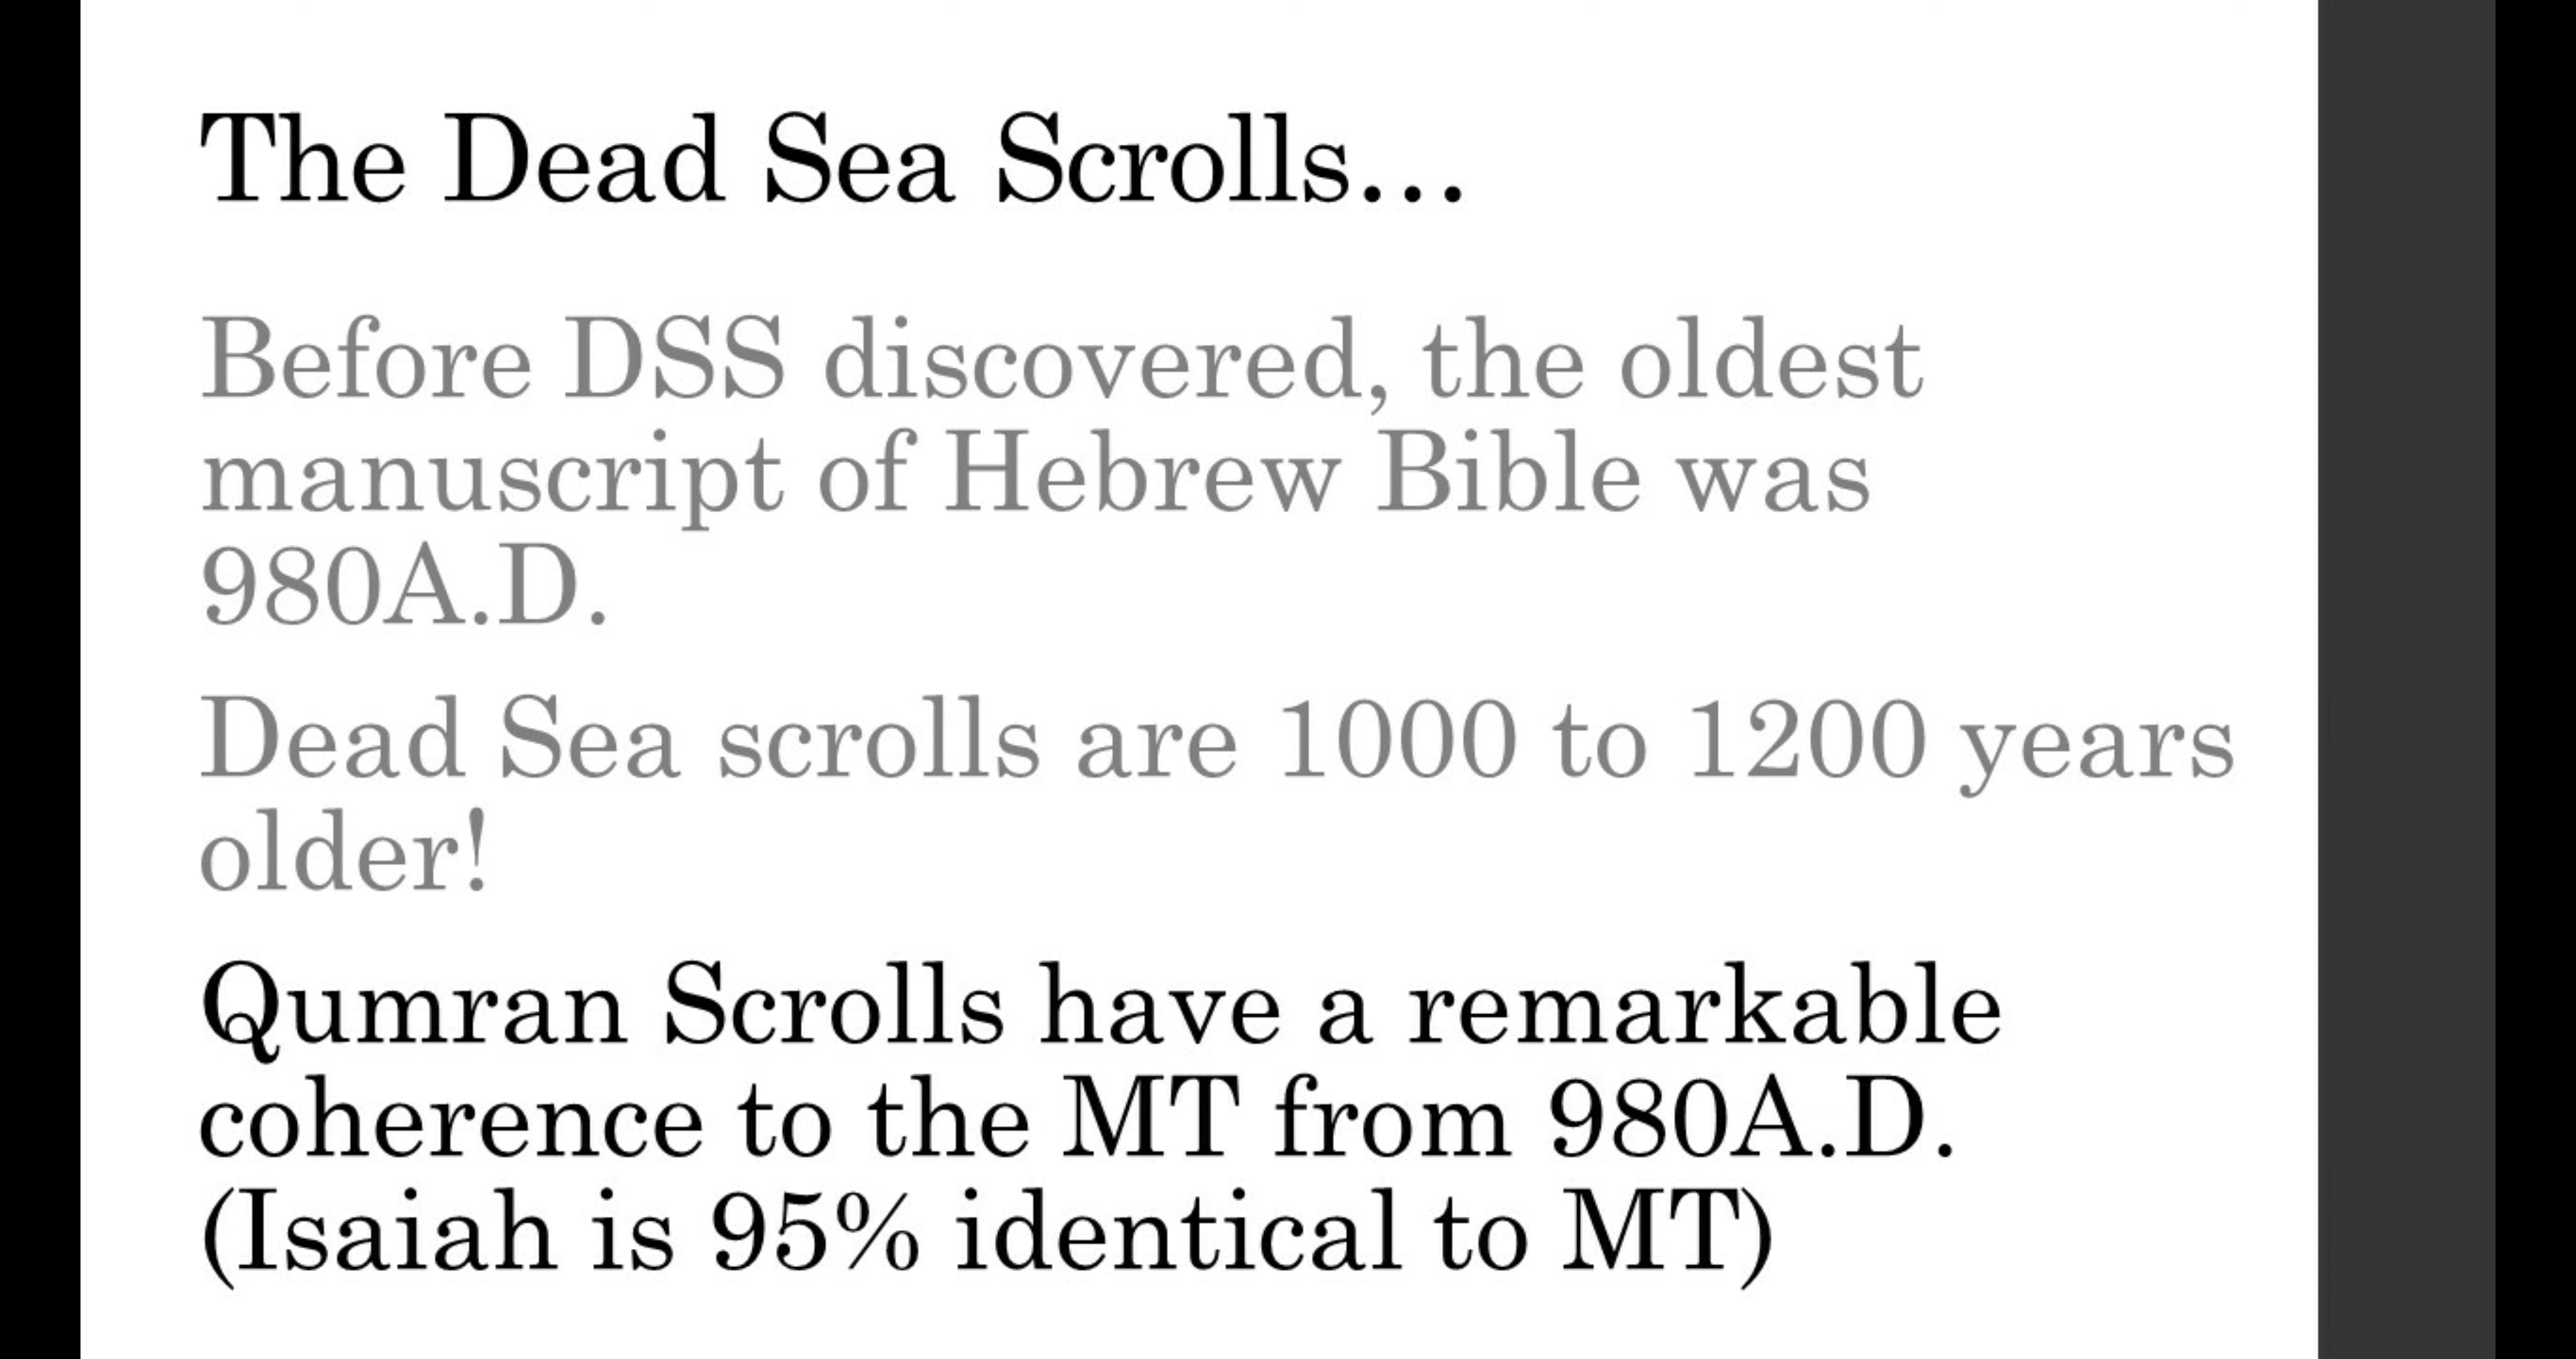 The Dead Sea Scrolls…
Before DSS discovered, the oldest
manuscript of Hebrew Bible was
980A.D.
Dead Sea scrolls are 1000 to 1200 years
older!
Qumran Scrolls have a remarkable
coherence to the MT from 980A.D.
(Isaiah is 95% identical to MT)